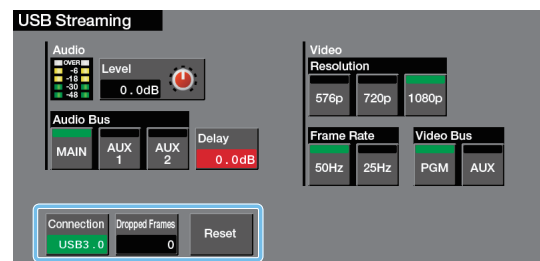 USB Streaming
Audio
OVER
-6
-18
-30
-48
Level
0.0dB
Audio Bus
MAIN
AUX 1
AUX 2
Delay
0.0dB
Video
Resolution
576p
720p
1080p
Frame Rate
50Hz
25Hz
Video Bus
PGM
AUX
Connection
USB3.0
Dropped Frames
0
Reset